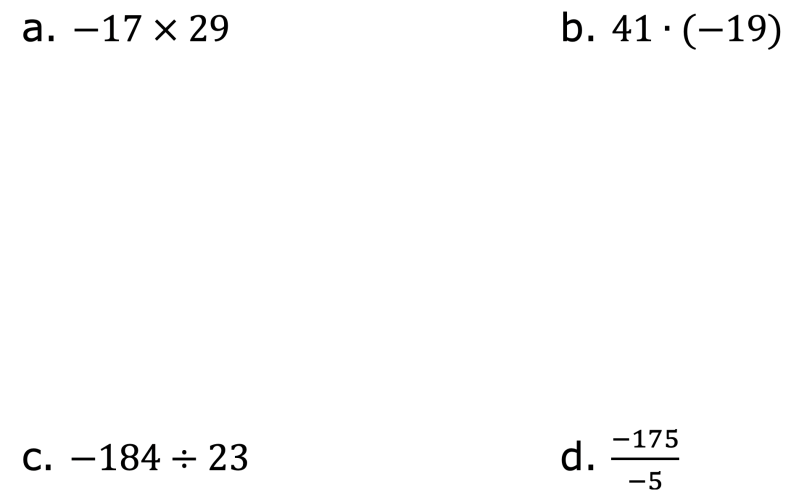 a. −17 × 29
b. 41 · (−19)
c. −184 ÷ 23
d. −175/−5